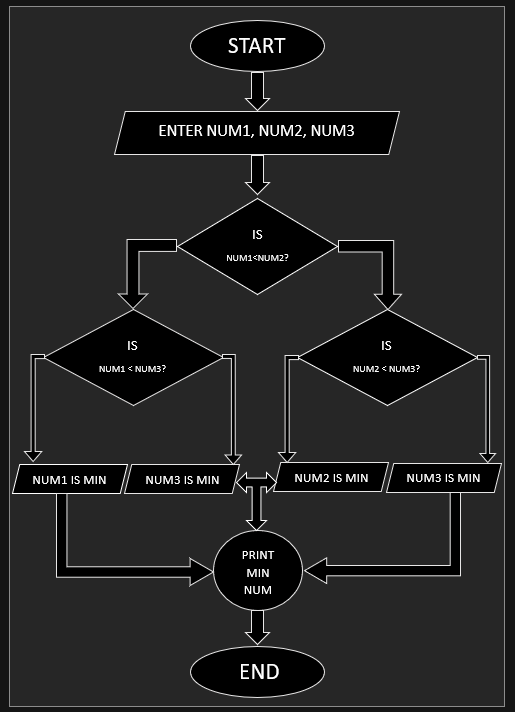 START
ENTER NUM1, NUM2, NUM3
IS
NUM1<NUM2?
IS
NUM1 < NUM3?
IS
NUM2 < NUM3?
NUM1 IS MIN
NUM3 IS MIN
NUM2 IS MIN
NUM3 IS MIN
PRINT
MIN
NUM
END